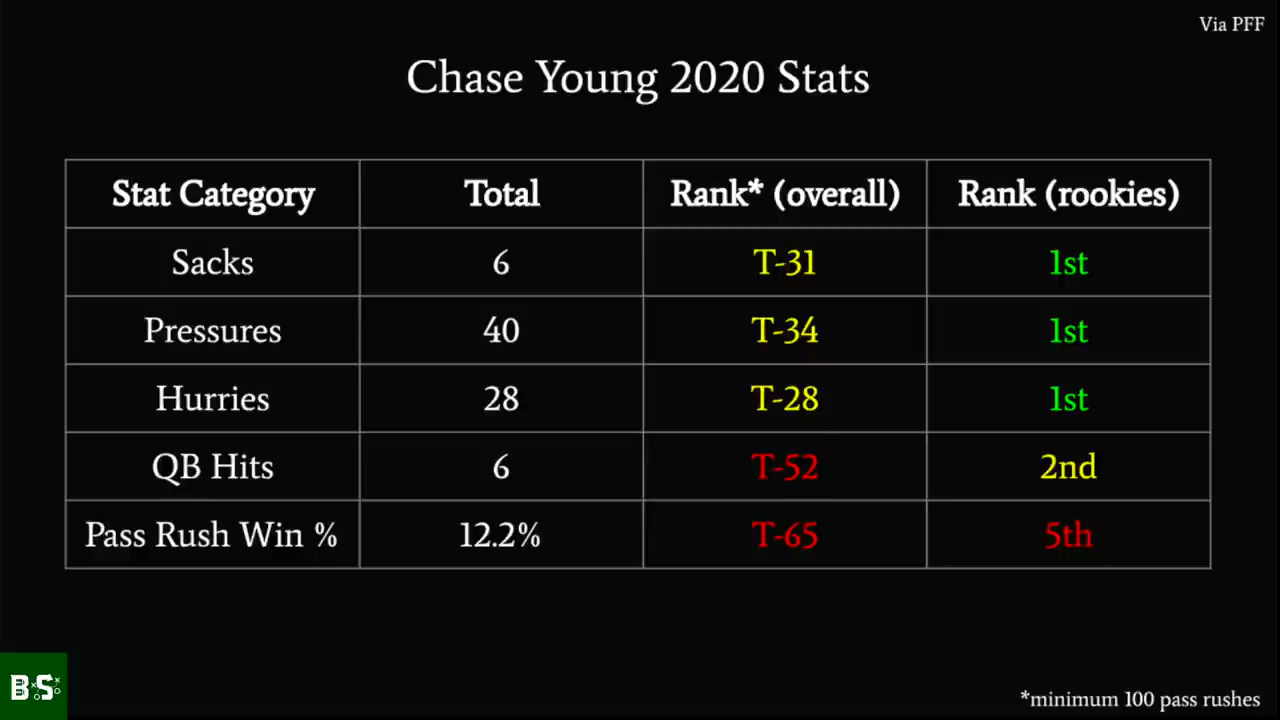 Via PFF
Chase Young 2020 Stats
Stat Category Total Rank* (overall) Rank (rookies)
Sacks 6 T-31 1st
Pressures 40 T-34 1st
Hurries 28 T-28 1st
QB Hits 6 T-52 2nd
Pass Rush Win % 12.2% T-65 5th
BS
*minimum 100 pass rushes